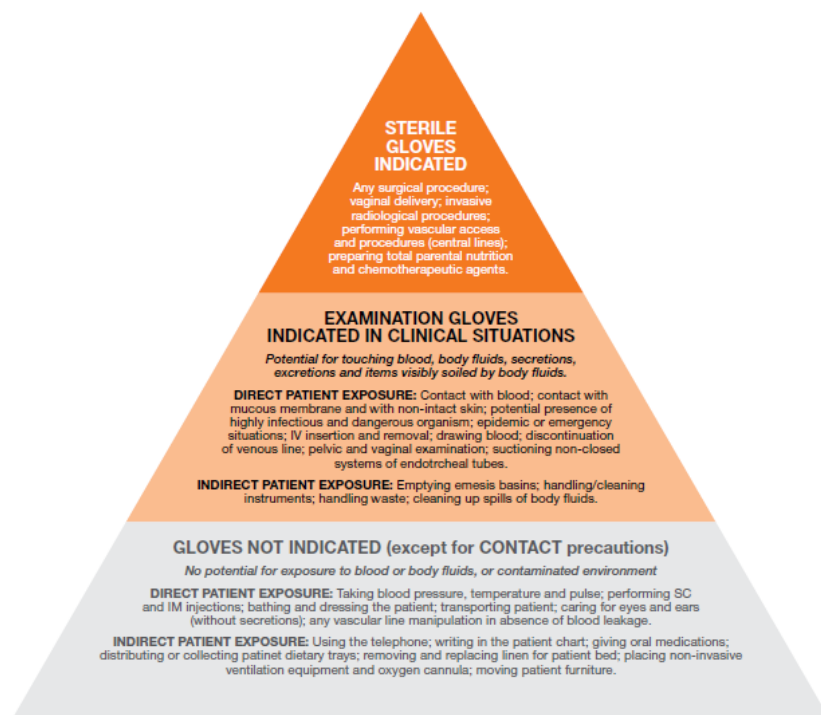 STERILE
GLOVES
INDICATED
Any surgical procedure;
vaginal delivery; invasive
radiological procedures;
performing vascular access
and procedures (central lines);
preparing total parental nutrition
and chemotherapeutic agents.
EXAMINATION GLOVES
INDICATED IN CLINICAL SITUATIONS
Potential for touching blood, body fluids, secretions,
excretions and items visibly soiled by body fluids.
DIRECT PATIENT EXPOSURE: Contact with blood; contact with
mucous membrane and with non-intact skin; potential presence of
highly infectious and dangerous organism; epidemic or emergency
situations; IV insertion and removal; drawing blood; discontinuation
of venous line; pelvic and vaginal examination; suctioning non-closed
systems of endotrcheal tubes.
INDIRECT PATIENT EXPOSURE: Emptying emesis basins; handling/cleaning
instruments; handling waste; cleaning up spills of body fluids.
GLOVES NOT INDICATED (except for CONTACT precautions)
No potential for exposure to blood or body fluids, or contaminated environment
DIRECT PATIENT EXPOSURE: Taking blood pressure, temperature and pulse; performing SC
and IM injections; bathing and dressing the patient; transporting patient; caring for eyes and ears
(without secretions); any vascular line manipulation in absence of blood leakage.
INDIRECT PATIENT EXPOSURE: Using the telephone; writing in the patient chart; giving oral medications;
distributing or collecting patinet dietary trays; removing and replacing linen for patient bed; placing non-invasive
ventilation equipment and oxygen cannula; moving patient furniture.